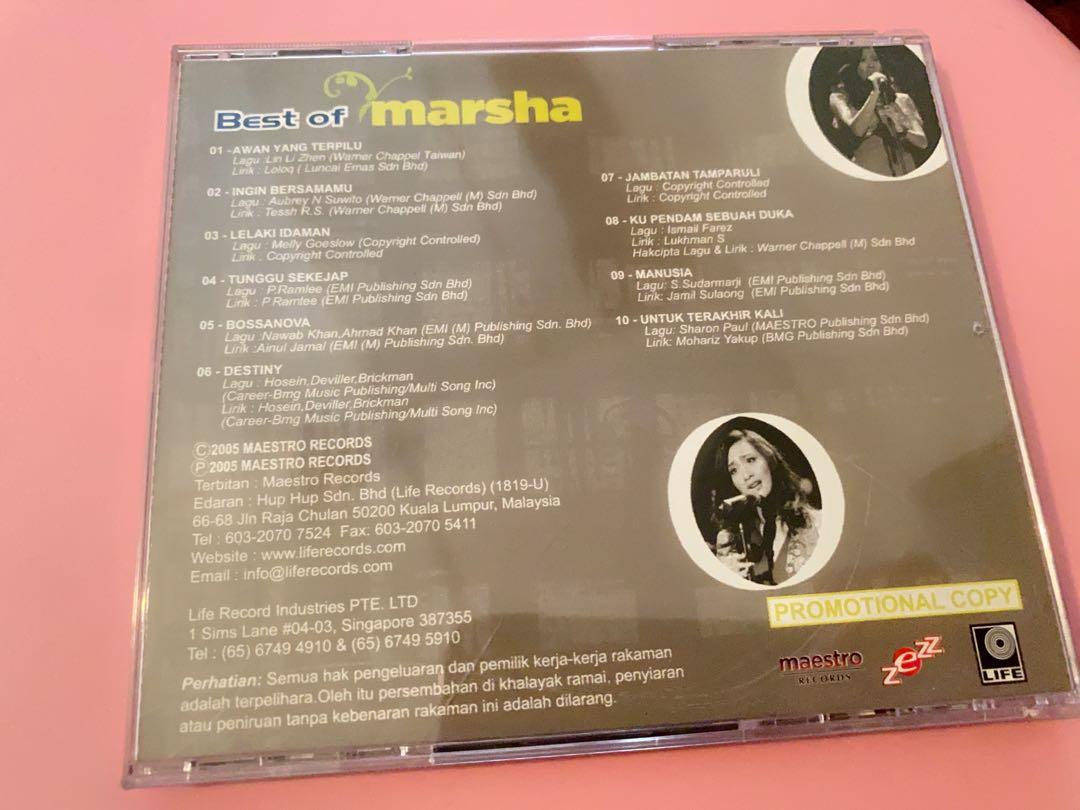 Best of marsha
01 - AWAN YANG TERPILU
Lagu :Lin Li Zhen (Warner Chappel Taiwan)
Lirik : Loloq ( Luncai Emas Sdn Bhd)
02 - INGIN BERSAMAMU
Lagu : Aubrey N Suwito (Warner Chappell (M) Sdn Bhd)
Lirik : Tessh R.S. (Warner Chappell (M) Sdn Bhd)
03 - LELAKI IDAMAN
Lagu : Melly Goeslow (Copyright Controlled)
Lirik : Copyright Controlled
04 - TUNGGU SEKEJAP
Lagu : P.Ramlee (EMI Publishing Sdn Bhd)
Lirik : P.Ramlee (EMI Publishing Sdn Bhd)
05 - BOSSANOVA
Lagu :Nawab Khan,Ahmad Khan (EMI (M) Publishing Sdn. Bhd)
Lirik :Ainul Jamal (EMI (M) Publishing Sdn. Bhd)
06 - DESTINY
Lagu : Hosein,Deviller,Brickman
(Career-Bmg Music Publishing/Multi Song Inc)
Lirik : Hosein,Deviller,Brickman
(Career-Bmg Music Publishing/Multi Song Inc)
07 - JAMBATAN TAMPARULI
Lagu : Copyright Controlled
Lirik : Copyright Controlled
08 - KU PENDAM SEBUAH DUKA
Lagu : Ismail Farez
Lirik : Lukhman S
Hakcipta Lagu & Lirik : Warner Chappell (M) Sdn Bhd
09 - MANUSIA
Lagu: S.Sudarmarji (EMI Publishing Sdn Bhd)
Lirik: Jamil Sulaong (EMI Publishing Sdn Bhd)
10 - UNTUK TERAKHIR KALI
Lagu: Sharon Paul (MAESTRO Publishing Sdn Bhd)
Lirik: Mohariz Yakup (BMG Publishing Sdn Bhd)
Ⓒ2005 MAESTRO RECORDS
Ⓟ2005 MAESTRO RECORDS
Terbitan : Maestro Records
Edaran : Hup Hup Sdn. Bhd (Life Records) (1819-U)
66-68 Jln Raja Chulan 50200 Kuala Lumpur, Malaysia
Tel : 603-2070 7524 Fax: 603-2070 5411
Website : www.liferecords.com
Email : info@liferecords.com
Life Record Industries PTE. LTD
1 Sims Lane #04-03, Singapore 387355
Tel : (65) 6749 4910 & (65) 6749 5910
Perhatian: Semua hak pengeluaran dan pemilik kerja-kerja rakaman
adalah terpelihara.Oleh itu persembahan di khalayak ramai, penyiaran
atau peniruan tanpa kebenaran rakaman ini adalah dilarang.
PROMOTIONAL COPY
maestro
RECORDS
zezz
LIFE